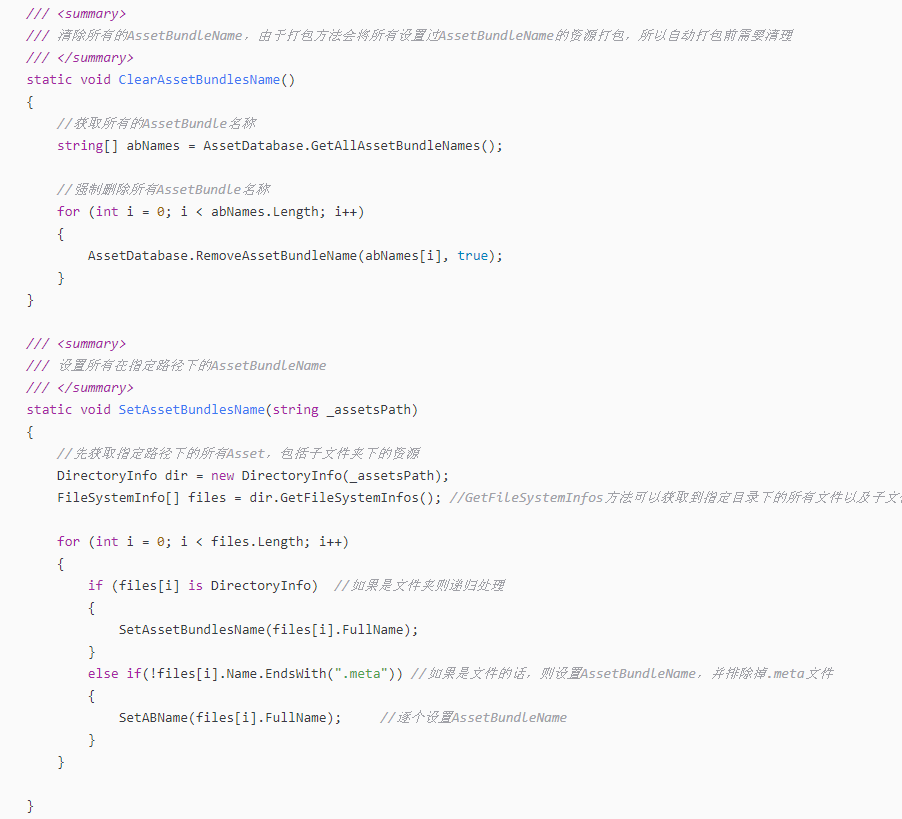 /// <summary>
/// 清除所有的AssetBundleName，由于打包方法会将所有设置过AssetBundleName的资源打包，所以自动打包前需要清理
/// </summary>
static void ClearAssetBundlesName()
{
    //获取所有的AssetBundle名称
    string[] abNames = AssetDatabase.GetAllAssetBundleNames();

    //强制删除所有AssetBundle名称
    for (int i = 0; i < abNames.Length; i++)
    {
        AssetDatabase.RemoveAssetBundleName(abNames[i], true);
    }
}

/// <summary>
/// 设置所有在指定路径下的AssetBundleName
/// </summary>
static void SetAssetBundlesName(string _assetsPath)
{
    //先获取指定路径下的所有Asset，包括子文件夹下的资源
    DirectoryInfo dir = new DirectoryInfo(_assetsPath);
    FileSystemInfo[] files = dir.GetFileSystemInfos(); //GetFileSystemInfos方法可以获取到指定目录下的所有文件以及子文

    for (int i = 0; i < files.Length; i++)
    {
        if (files[i] is DirectoryInfo)  //如果是文件夹则递归处理
        {
            SetAssetBundlesName(files[i].FullName);
        }
        else if(!files[i].Name.EndsWith(".meta")) //如果是文件的话，则设置AssetBundleName，并排除掉.meta文件
        {
            SetABName(files[i].FullName);     //逐个设置AssetBundleName
        }
    }

}